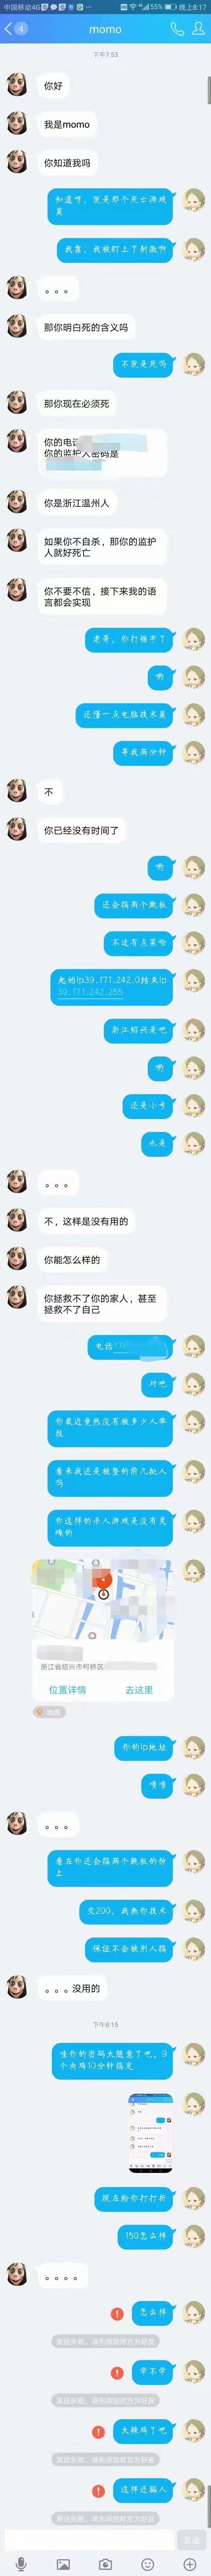 中国移动4G
55%
晚上8:17
4
momo
下午7:53
你好
我是momo
你知道我吗
知道呀，就是那个死亡游戏
莫
我靠，我被盯上了刺激啊
。。。
那你明白死的含义吗
不就是死吗
那你现在必须死
你的电话
你的监护人密码是
你是浙江温州人
如果你不自杀，那你的监护
人就好死亡
你不要不信，接下来我的语
言都会实现
老哥，你打错字了
哟
还懂一点电脑技术莫
等我两分钟
不
你已经没有时间了
哟
还会搞两个跳板
不过有点菜哈
起始ip39.171.242.0结束ip
39.171.242.255
浙江绍兴是吧
哟
还是小号
也是
。。。
不，这样是没有用的
你能怎么样的
你拯救不了你的家人，甚至
拯救不了自己
电话17
对吧
你最近竟然没有被多少人举
报
看来我还是被整的前几批人
啊
你这样的杀人游戏是没有灵
魂的
浙江省绍兴市柯桥区
位置详情
去这里
地图
你的ip地址
啧啧
。。。
看在你还会搞两个跳板的份
上
交200，我教你技术
保证不会被别人搞
。。。没用的
下午8:15
哇你的密码太随意了吧，9
个肉鸡10分钟搞定
现在给你打打折
150怎么样
。。。。
怎么样
发送失败，请先添加对方为好友
学不学
发送失败，请先添加对方为好友
太辣鸡了吧
发送失败，请先添加对方为好友
这样还骗人
发送失败，请先添加对方为好友
发送